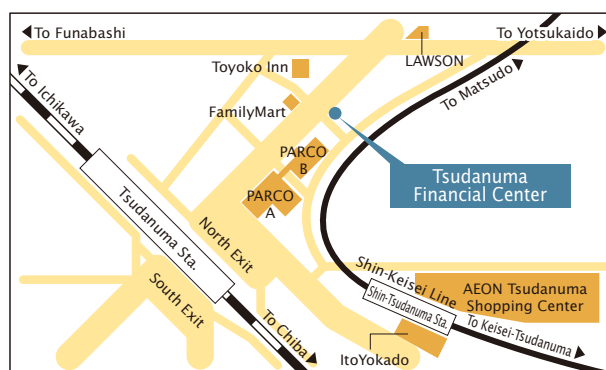 To Funabashi
To Yotsukaido
LAWSON
Toyoko Inn
To Ichikawa
To Matsudo
FamilyMart
PARCO
B
Tsudanuma
Financial Center
PARCO
A
Tsudanuma Sta.
North Exit
South Exit
Shin-Keisei Line
AEON Tsudanuma
Shopping Center
Shin-Tsudanuma Sta.
To Keisei-Tsudanuma
To Chiba
ItoYokado